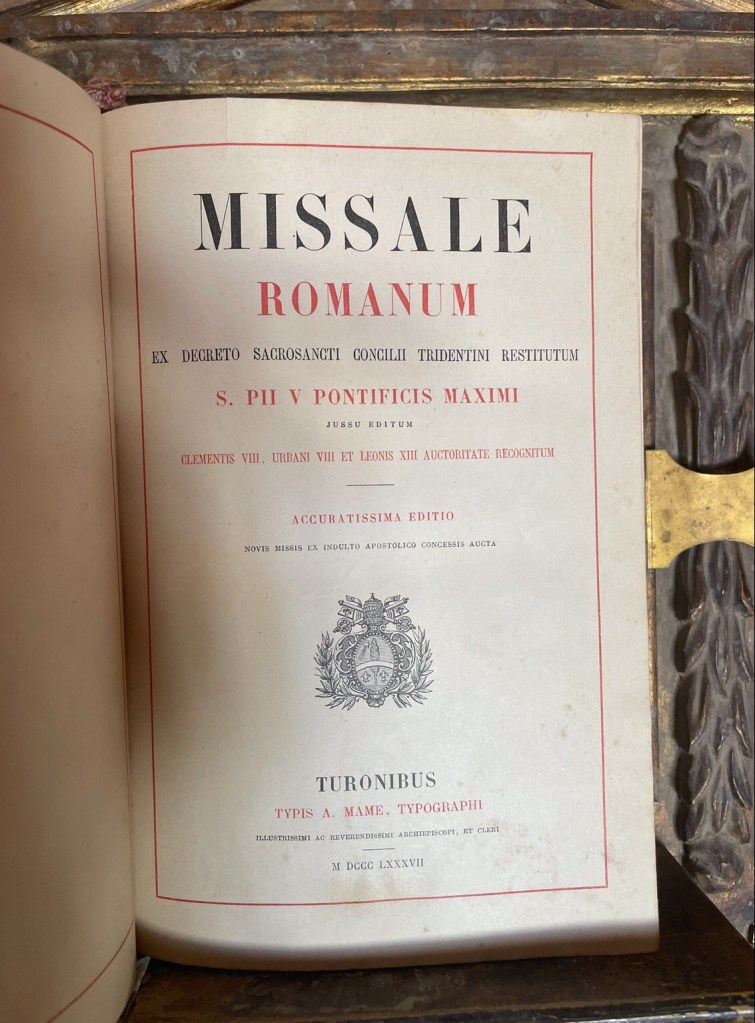 MISSALE
ROMANUM
EX DECRETO SACROSANCTI CONCILII TRIDENTINI RESTITUTUM
S. PII V PONTIFICIS MAXIMI
JUSSU EDITUM
CLEMENTIS VIII, URBANI VIII ET LEONIS XIII AUCTORITATE RECOGNITUM
ACCURATISSIMA EDITIO
NOVIS MISSIS EX INDULTO APOSTOLICO CONCESSIS AUCTA
TURONIBUS
TYPIS A. MAME, TYPOGRAPHI
ILLUSTRISSIMI AC REVERENDISSIMI ARCHIEPISCOPI, ET CLERI
M DCCC LXXXVII